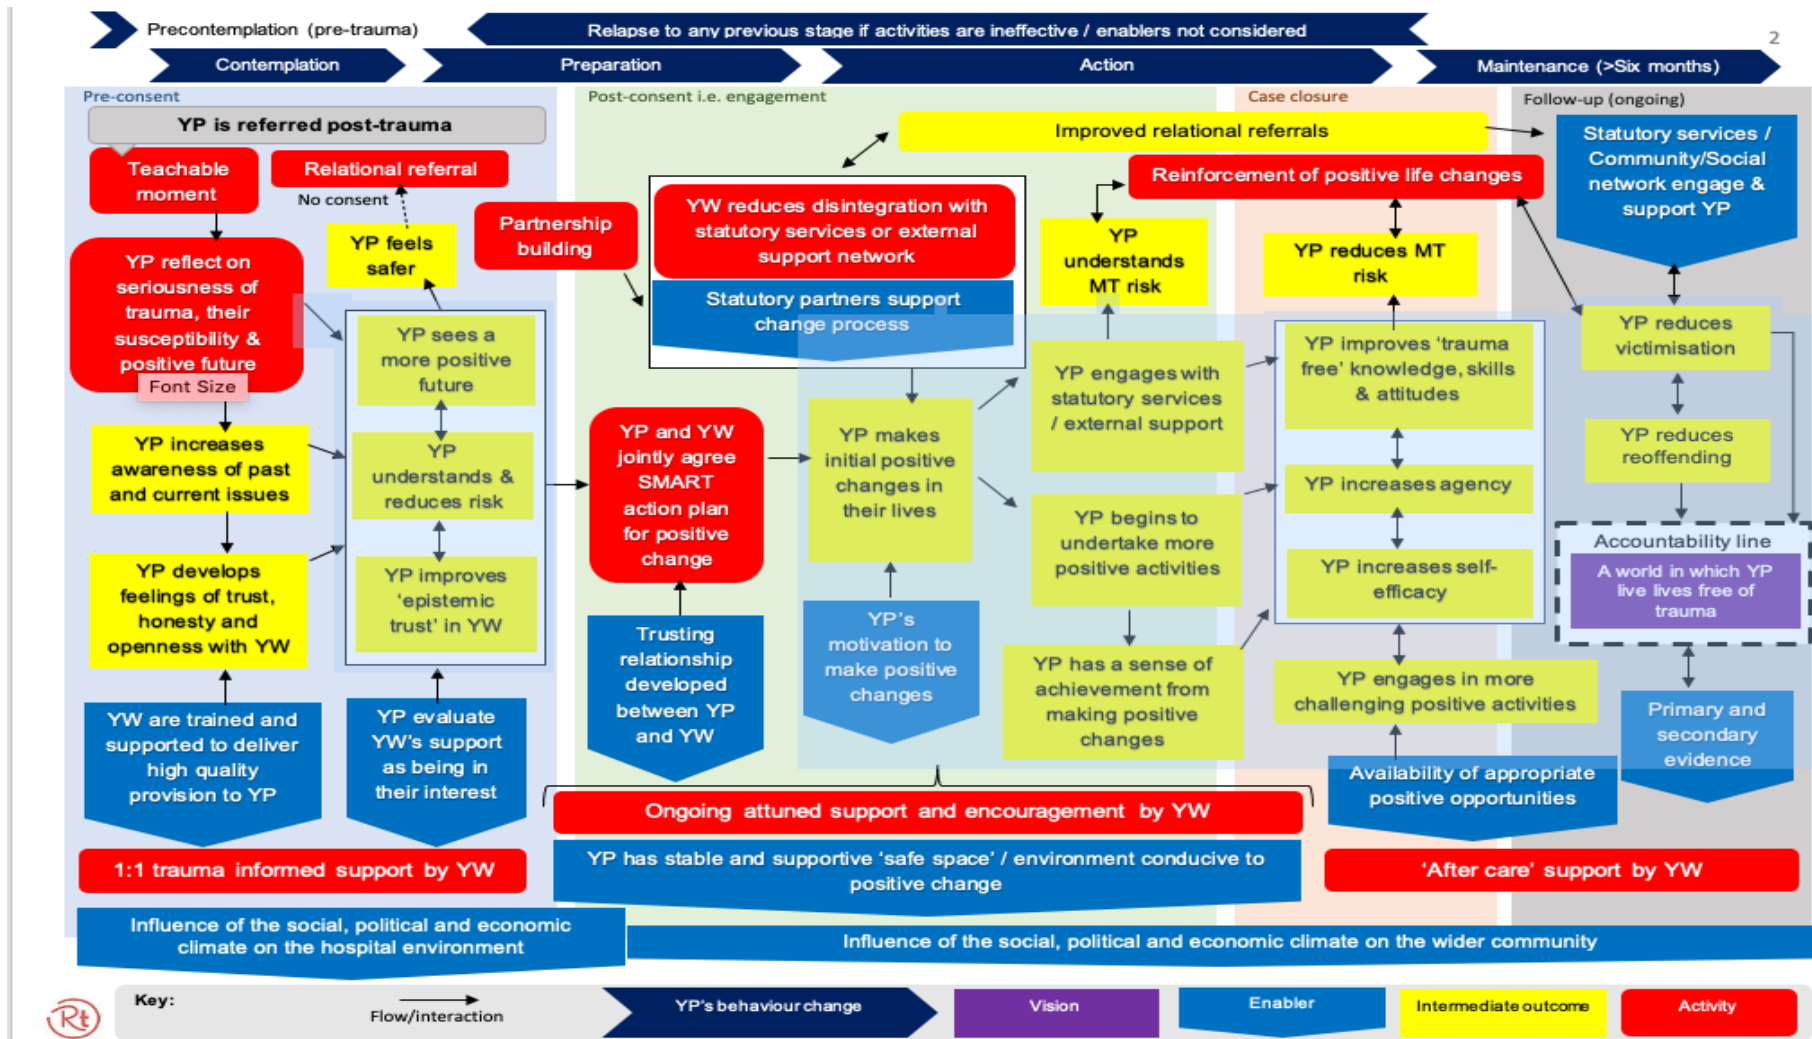 Precontemplation (pre-trauma)
Relapse to any previous stage if activities are ineffective / enablers not considered
2
Contemplation
Preparation
Action
Maintenance (>Six months)
Pre-consent
Post-consent i.e. engagement
Case closure
Follow-up (ongoing)
YP is referred post-trauma
Teachable
moment
Relational referral
No consent
YP feels
safer
YP reflect on
seriousness of
trauma, their
susceptibility &
positive future
Font Size
YP increases
awareness of past
and current issues
YP develops
feelings of trust,
honesty and
openness with YW
YW are trained and
supported to deliver
high quality
provision to YP
YP sees a
more positive
future
YP
understands &
reduces risk
YP improves
‘epistemic
trust’ in YW
YP evaluate
YW’s support
as being in
their interest
1:1 trauma informed support by YW
Influence of the social, political and economic
climate on the hospital environment
Partnership
building
YW reduces disintegration with
statutory services or external
support network
Statutory partners support
change process
Improved relational referrals
Reinforcement of positive life changes
YP and YW
jointly agree
SMART
action plan
for positive
change
Trusting
relationship
developed
between YP
and YW
YP makes
initial positive
changes in
their lives
YP’s
motivation to
make positive
changes
YP
understands
MT risk
YP engages with
statutory services
/ external support
YP begins to
undertake more
positive activities
YP has a sense of
achievement from
making positive
changes
YP reduces MT
risk
YP improves ‘trauma
free’ knowledge, skills
& attitudes
YP increases agency
YP increases self-
efficacy
YP engages in more
challenging positive activities
Availability of appropriate
positive opportunities
Ongoing attuned support and encouragement by YW
YP has stable and supportive ‘safe space’ / environment conducive to
positive change
Statutory services /
Community/Social
network engage &
support YP
YP reduces
victimisation
YP reduces
reoffending
Accountability line
A world in which YP
live lives free of
trauma
Primary and
secondary
evidence
‘After care’ support by YW
Influence of the social, political and economic climate on the wider community
Rt
Key:
Flow/interaction
YP’s behaviour change
Vision
Enabler
Intermediate outcome
Activity